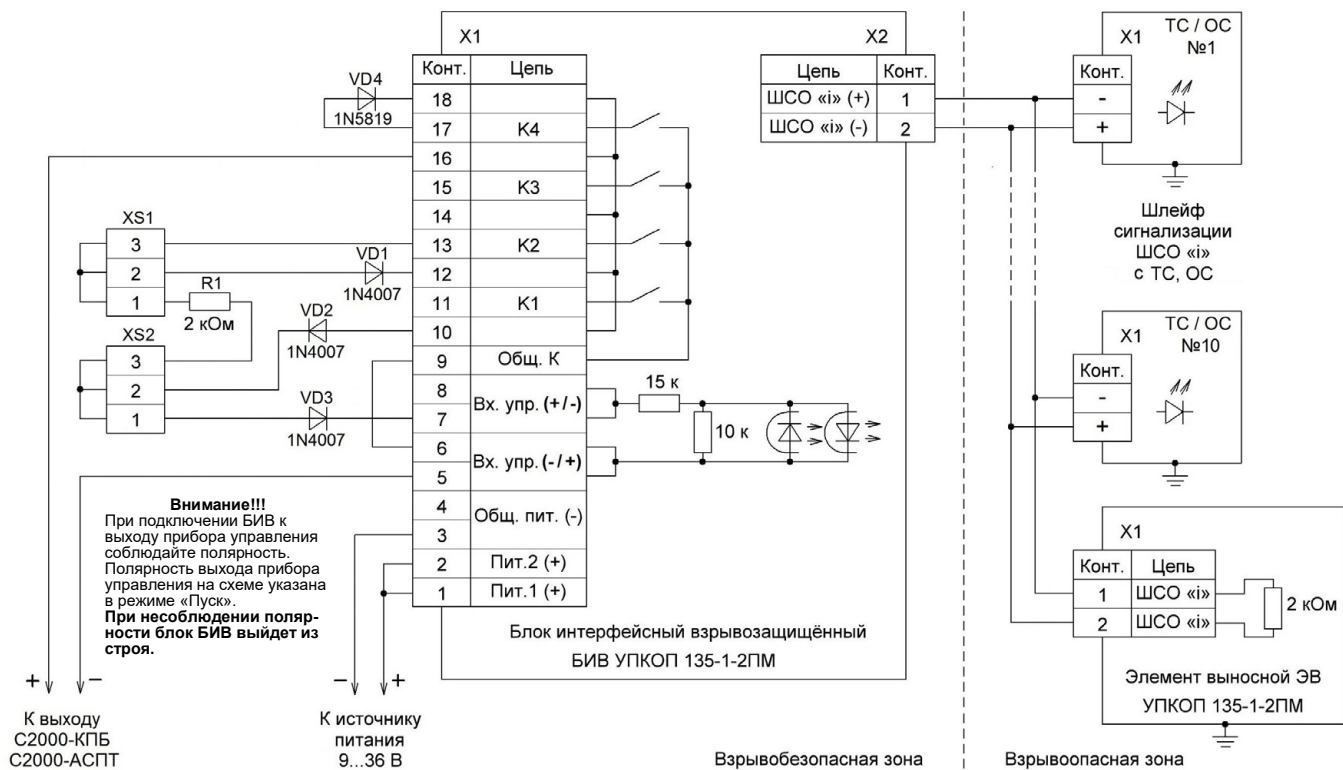 X1
Конт. Цепь
18
17 K4
16
15 K3
14
13 K2
12
11 K1
10
9 Общ. К
8
Вх. упр. (+/-)
7
6
Вх. упр. (-/+)
5
4
Общ. пит. (-)
3
2 Пит.2 (+)
1 Пит.1 (+)
VD4
1N5819
XS1
3
2
1
VD1
1N4007
R1
2 кОм
VD2
1N4007
XS2
3
2
1
VD3
1N4007
15 к
10 к
Внимание!!!
При подключении БИВ к
выходу прибора управления
соблюдайте полярность.
Полярность выхода прибора
управления на схеме указана
в режиме «Пуск».
При несоблюдении поляр-
ности блок БИВ выйдет из
строя.
+ −
К выходу
С2000-КПБ
С2000-АСПТ
− +
К источнику
питания
9...36 В
Блок интерфейсный взрывозащищённый
БИВ УПКОП 135-1-2ПМ
Взрывобезопасная зона
X2
Цепь Конт.
ШСО «i» (+) 1
ШСО «i» (-) 2
X1
ТС / ОС
№1
Конт.
-
+
Шлейф
сигнализации
ШСО «i»
с ТС, ОС
X1
ТС / ОС
№10
Конт.
-
+
X1
Конт. Цепь
1 ШСО «i»
2 ШСО «i»
2 кОм
Элемент выносной ЭВ
УПКОП 135-1-2ПМ
Взрывоопасная зона